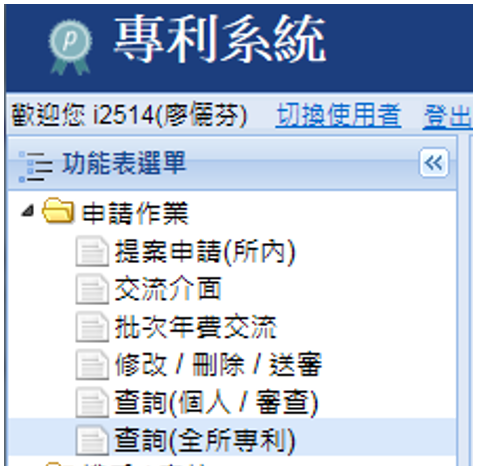 專利系統
歡迎您 i2514(廖儷芬) 切換使用者 登出
功能表選單
申請作業
提案申請(所內)
交流介面
批次年費交流
修改 / 刪除 / 送審
查詢(個人 / 審查)
查詢(全所專利)